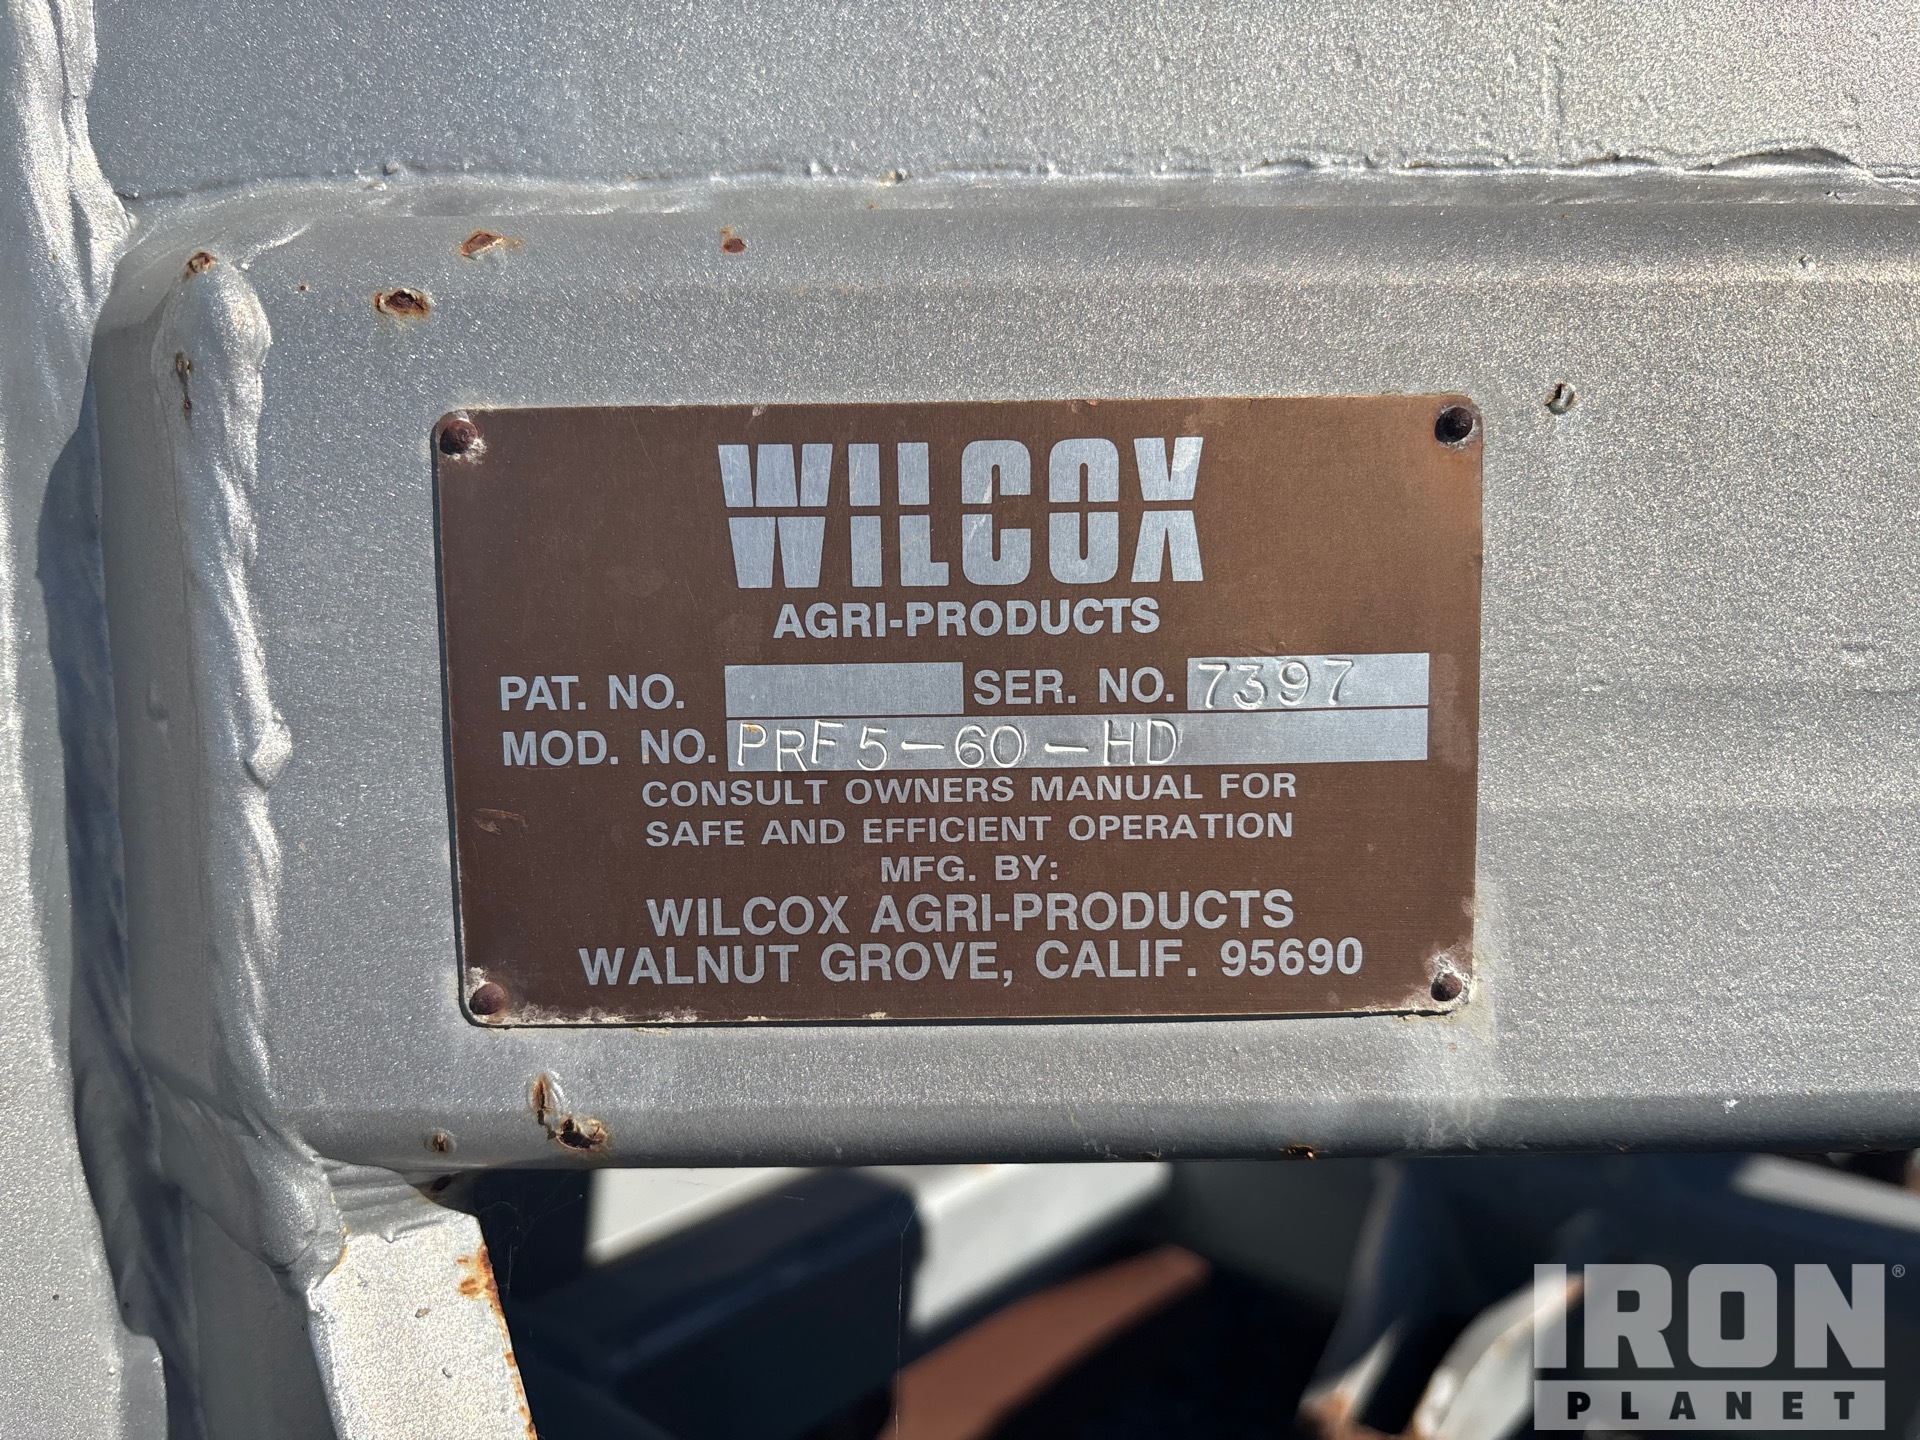 WILCOX
AGRI-PRODUCTS
PAT. NO. SER. NO. 7397
MOD. NO. PRF5-60-HD
CONSULT OWNERS MANUAL FOR
SAFE AND EFFICIENT OPERATION
MFG. BY:
WILCOX AGRI-PRODUCTS
WALNUT GROVE, CALIF. 95690
IRON®
PLANET